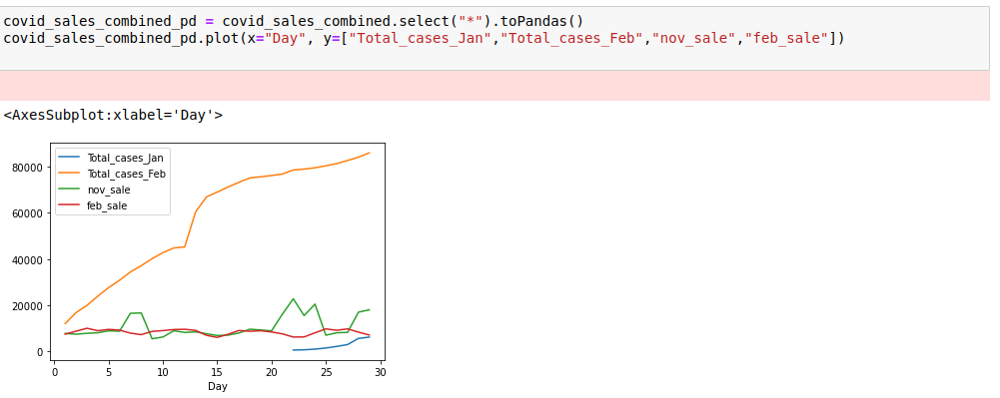 covid_sales_combined_pd = covid_sales_combined.select("*").toPandas()
covid_sales_combined_pd.plot(x="Day", y=["Total_cases_Jan","Total_cases_Feb","nov_sale","feb_sale"])
<AxesSubplot:xlabel='Day'>
Total_cases_Jan
Total_cases_Feb
nov_sale
feb_sale
80000
60000
40000
20000
0
0 5 10 15 20 25 30
Day